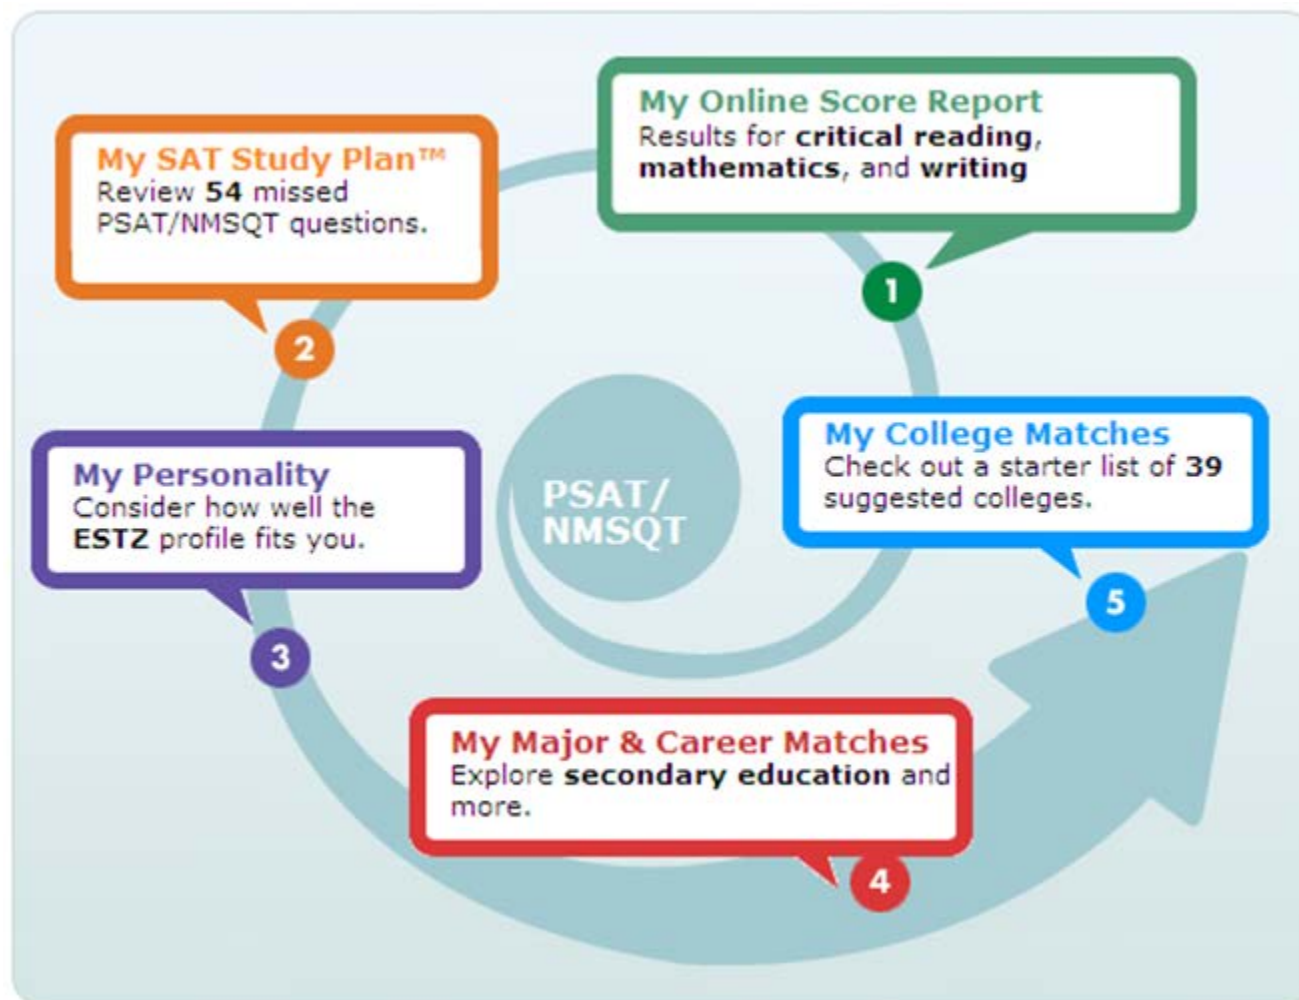 My Online Score Report
Results for critical reading,
mathematics, and writing
1
My SAT Study Plan™
Review 54 missed
PSAT/NMSQT questions.
2
My Personality
Consider how well the
ESTZ profile fits you.
3
My Major & Career Matches
Explore secondary education and
more.
4
My College Matches
Check out a starter list of 39
suggested colleges.
5
PSAT/
NMSQT